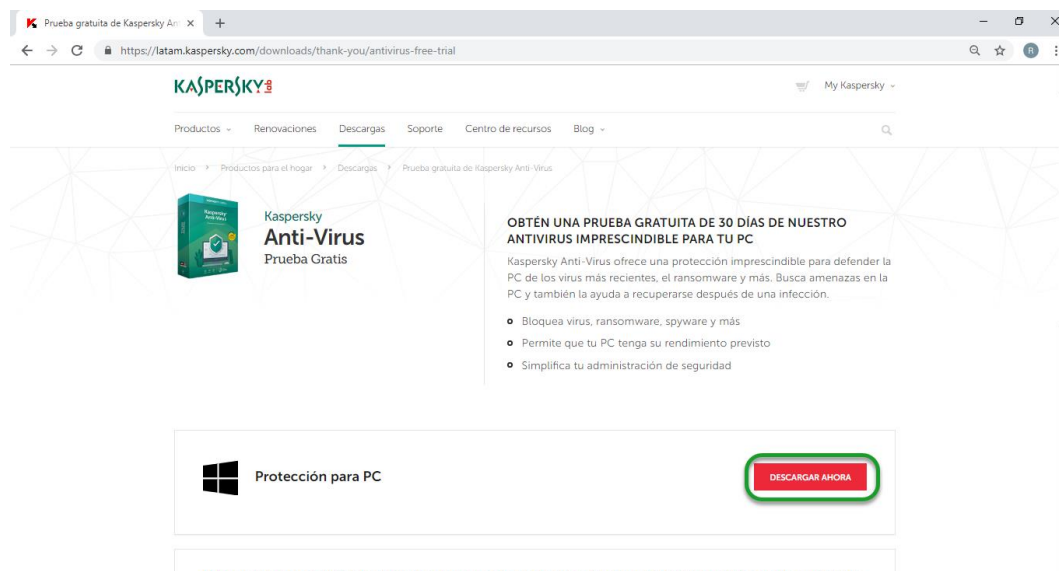 Prueba gratuita de Kaspersky An
https://latam.kaspersky.com/downloads/thank-you/antivirus-free-trial
R
KASPERSKY lab
My Kaspersky
Productos
Renovaciones
Descargas
Soporte
Centro de recursos
Blog
Inicio > Productos para el hogar > Descargas > Prueba gratuita de Kaspersky Anti-Virus
Kaspersky
Anti-Virus
Kaspersky
Anti-Virus
Prueba Gratis
OBTÉN UNA PRUEBA GRATUITA DE 30 DÍAS DE NUESTRO
ANTIVIRUS IMPRESCINDIBLE PARA TU PC
Kaspersky Anti-Virus ofrece una protección imprescindible para defender la
PC de los virus más recientes, el ransomware y más. Busca amenazas en la
PC y también la ayuda a recuperarse después de una infección.
Bloquea virus, ransomware, spyware y más
Permite que tu PC tenga su rendimiento previsto
Simplifica tu administración de seguridad
Protección para PC
DESCARGAR AHORA